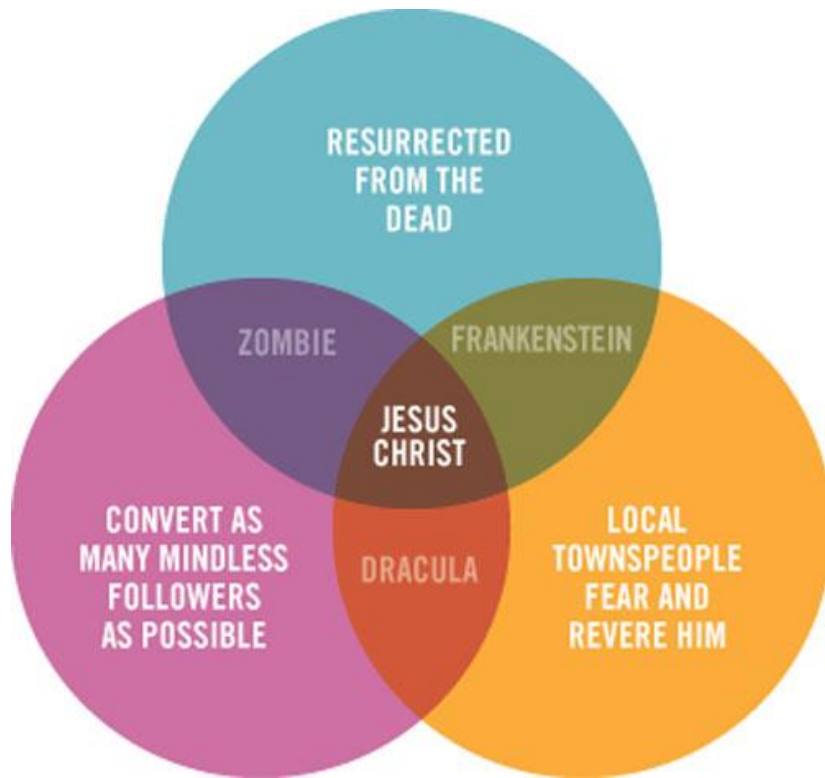 RESURRECTED
FROM THE
DEAD
ZOMBIE
FRANKENSTEIN
JESUS
CHRIST
CONVERT AS
MANY MINDLESS
FOLLOWERS
AS POSSIBLE
DRACULA
LOCAL
TOWNSPEOPLE
FEAR AND
REVERE HIM